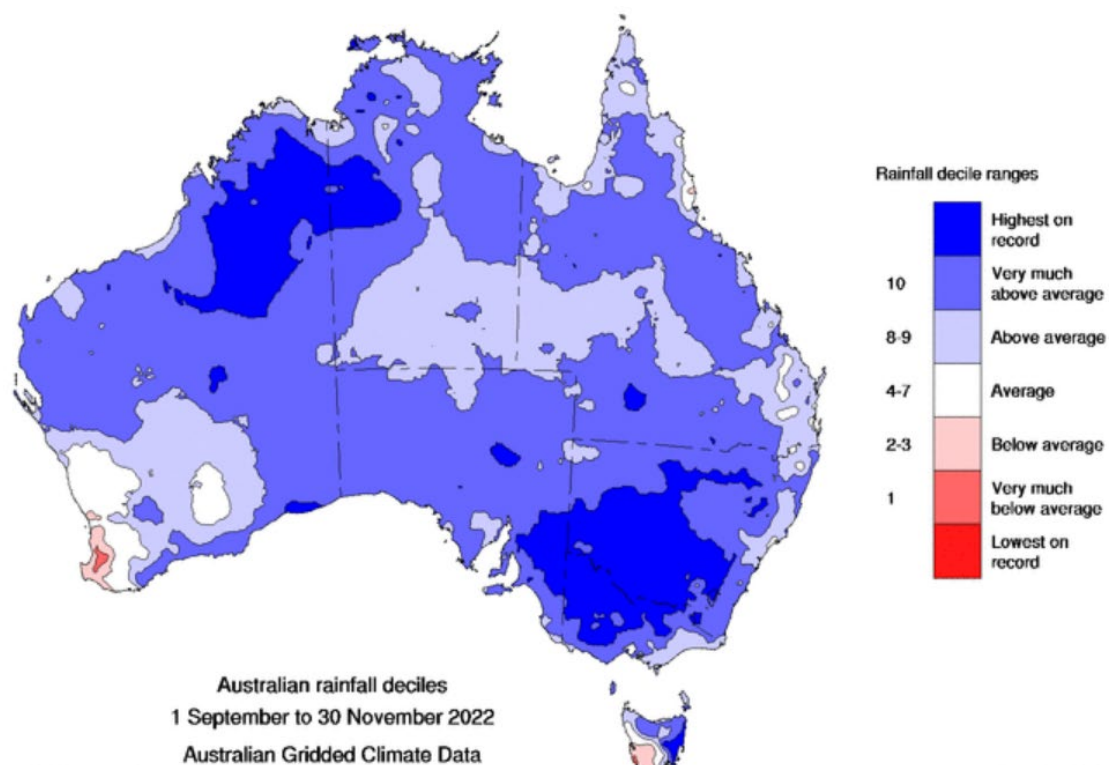 Rainfall decile ranges
Highest on
record
10
Very much
above average
8-9
Above average
4-7
Average
2-3
Below average
1
Very much
below average
Lowest on
record
Australian rainfall deciles
1 September to 30 November 2022
Australian Gridded Climate Data